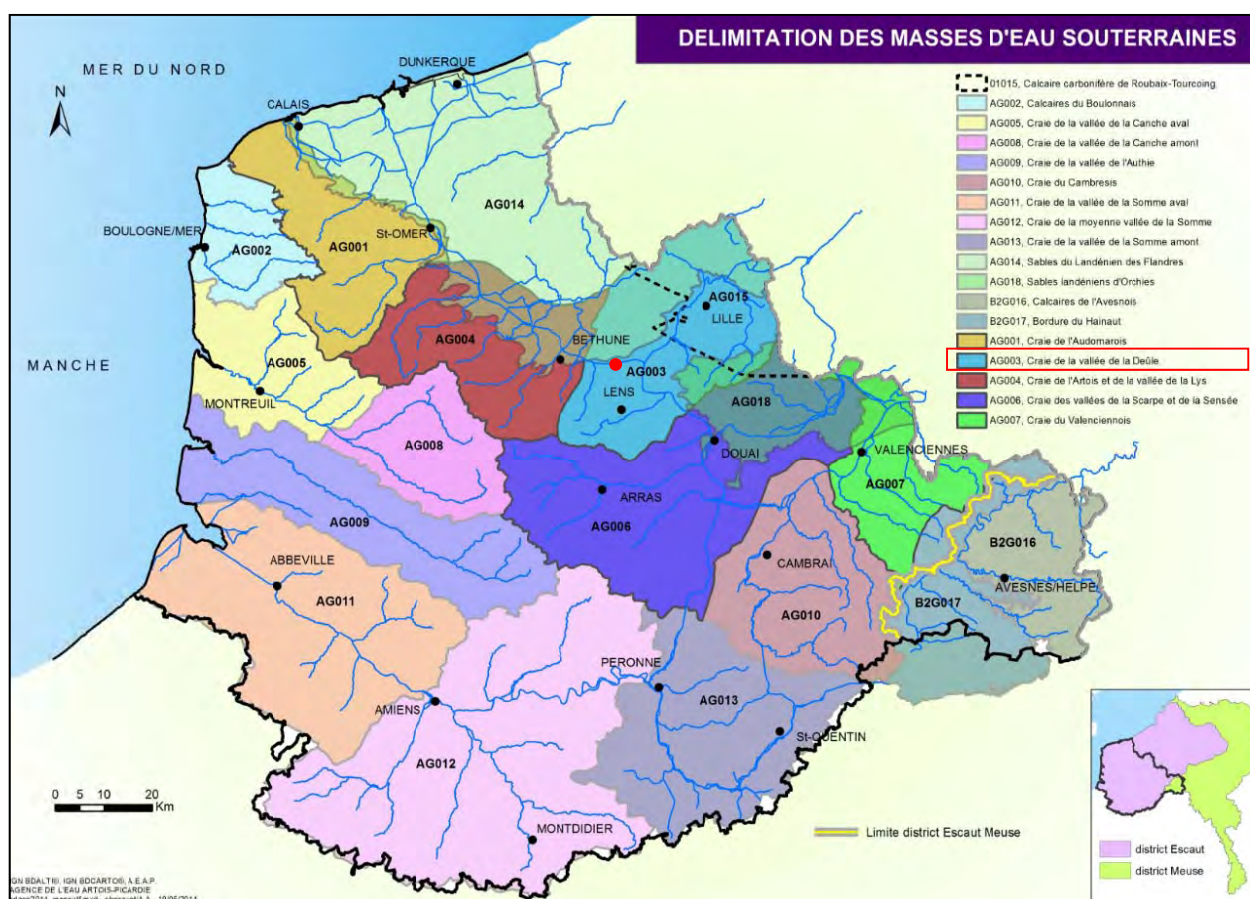 DELIMITATION DES MASSES D'EAU SOUTERRAINES
MER DU NORD
DUNKERQUE
CALAIS
N
AG014
BOULOGNE/MER
AG002
AG001
St-OMER
AG015
LILLE
MANCHE
AG004
BETHUNE
AG003
AG005
LENS
MONTREUIL
AG018
AG008
DOUAI
VALENCIENNES
AG007
ARRAS
AG006
AG009
B2G016
CAMBRAI
ABBEVILLE
AVESNES/HELPE
AG011
B2G017
AG010
PERONNE
AG013
AMIENS
St-QUENTIN
AG012
MONTDIDIER
0 5 10 20
Km
01015, Calcaire carbonifère de Roubaix-Tourcoing
AG002, Calcaires du Boulonnais
AG005, Craie de la vallée de la Canche aval
AG008, Craie de la vallée de la Canche amont
AG009, Craie de la vallée de l'Authie
AG010, Craie du Cambresis
AG011, Craie de la vallée de la Somme aval
AG012, Craie de la moyenne vallée de la Somme
AG013, Craie de la vallée de la Somme amont
AG014, Sables du Landénien des Flandres
AG018, Sables landéniens d'Orchies
B2G016, Calcaires de l'Avesnois
B2G017, Bordure du Hainaut
AG001, Craie de l'Audomarois
AG003, Craie de la vallée de la Deûle
AG004, Craie de l'Artois et de la vallée de la Lys
AG006, Craie des vallées de la Scarpe et de la Sensée
AG007, Craie du Valenciennois
Limite district Escaut Meuse
district Escaut
district Meuse
AGENCE DE L'EAU ARTOIS-PICARDIE